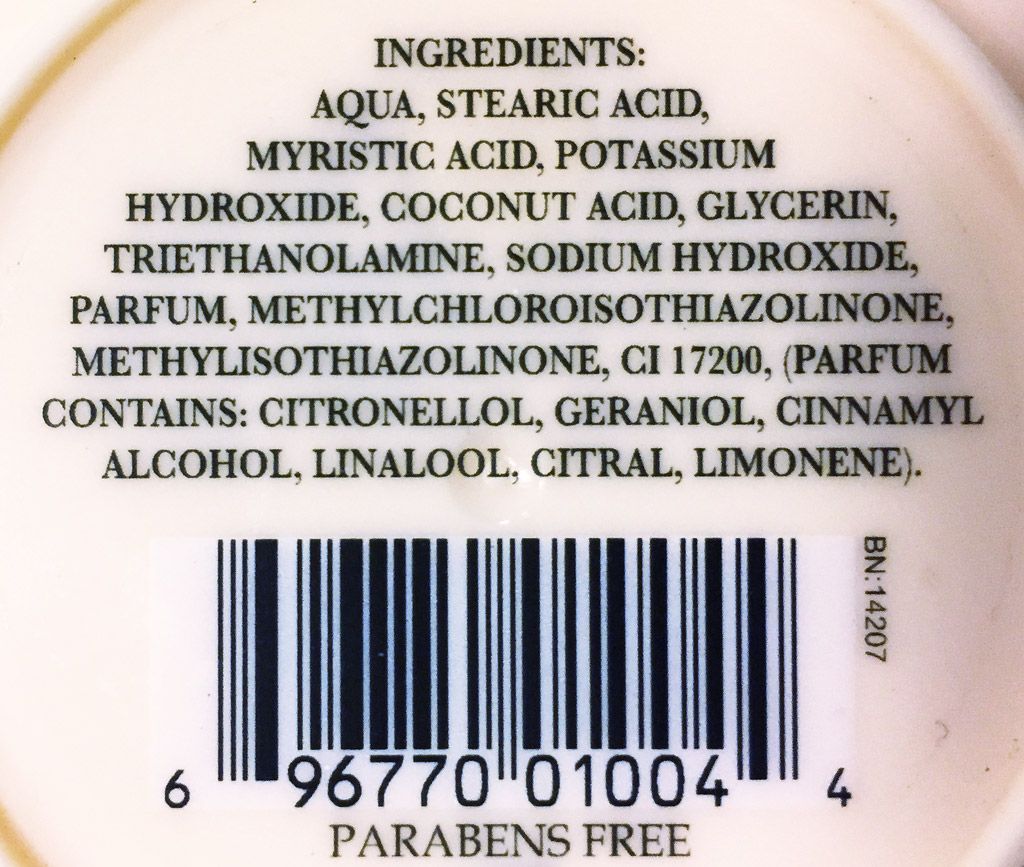 INGREDIENTS:
AQUA, STEARIC ACID,
MYRISTIC ACID, POTASSIUM
HYDROXIDE, COCONUT ACID, GLYCERIN,
TRIETHANOLAMINE, SODIUM HYDROXIDE,
PARFUM, METHYLCHLOROISOTHIAZOLINONE,
METHYLISOTHIAZOLINONE, CI 17200, (PARFUM
CONTAINS: CITRONELLOL, GERANIOL, CINNAMYL
ALCOHOL, LINALOOL, CITRAL, LIMONENE).
BN:14207
6 96770 01004 4
PARABENS FREE